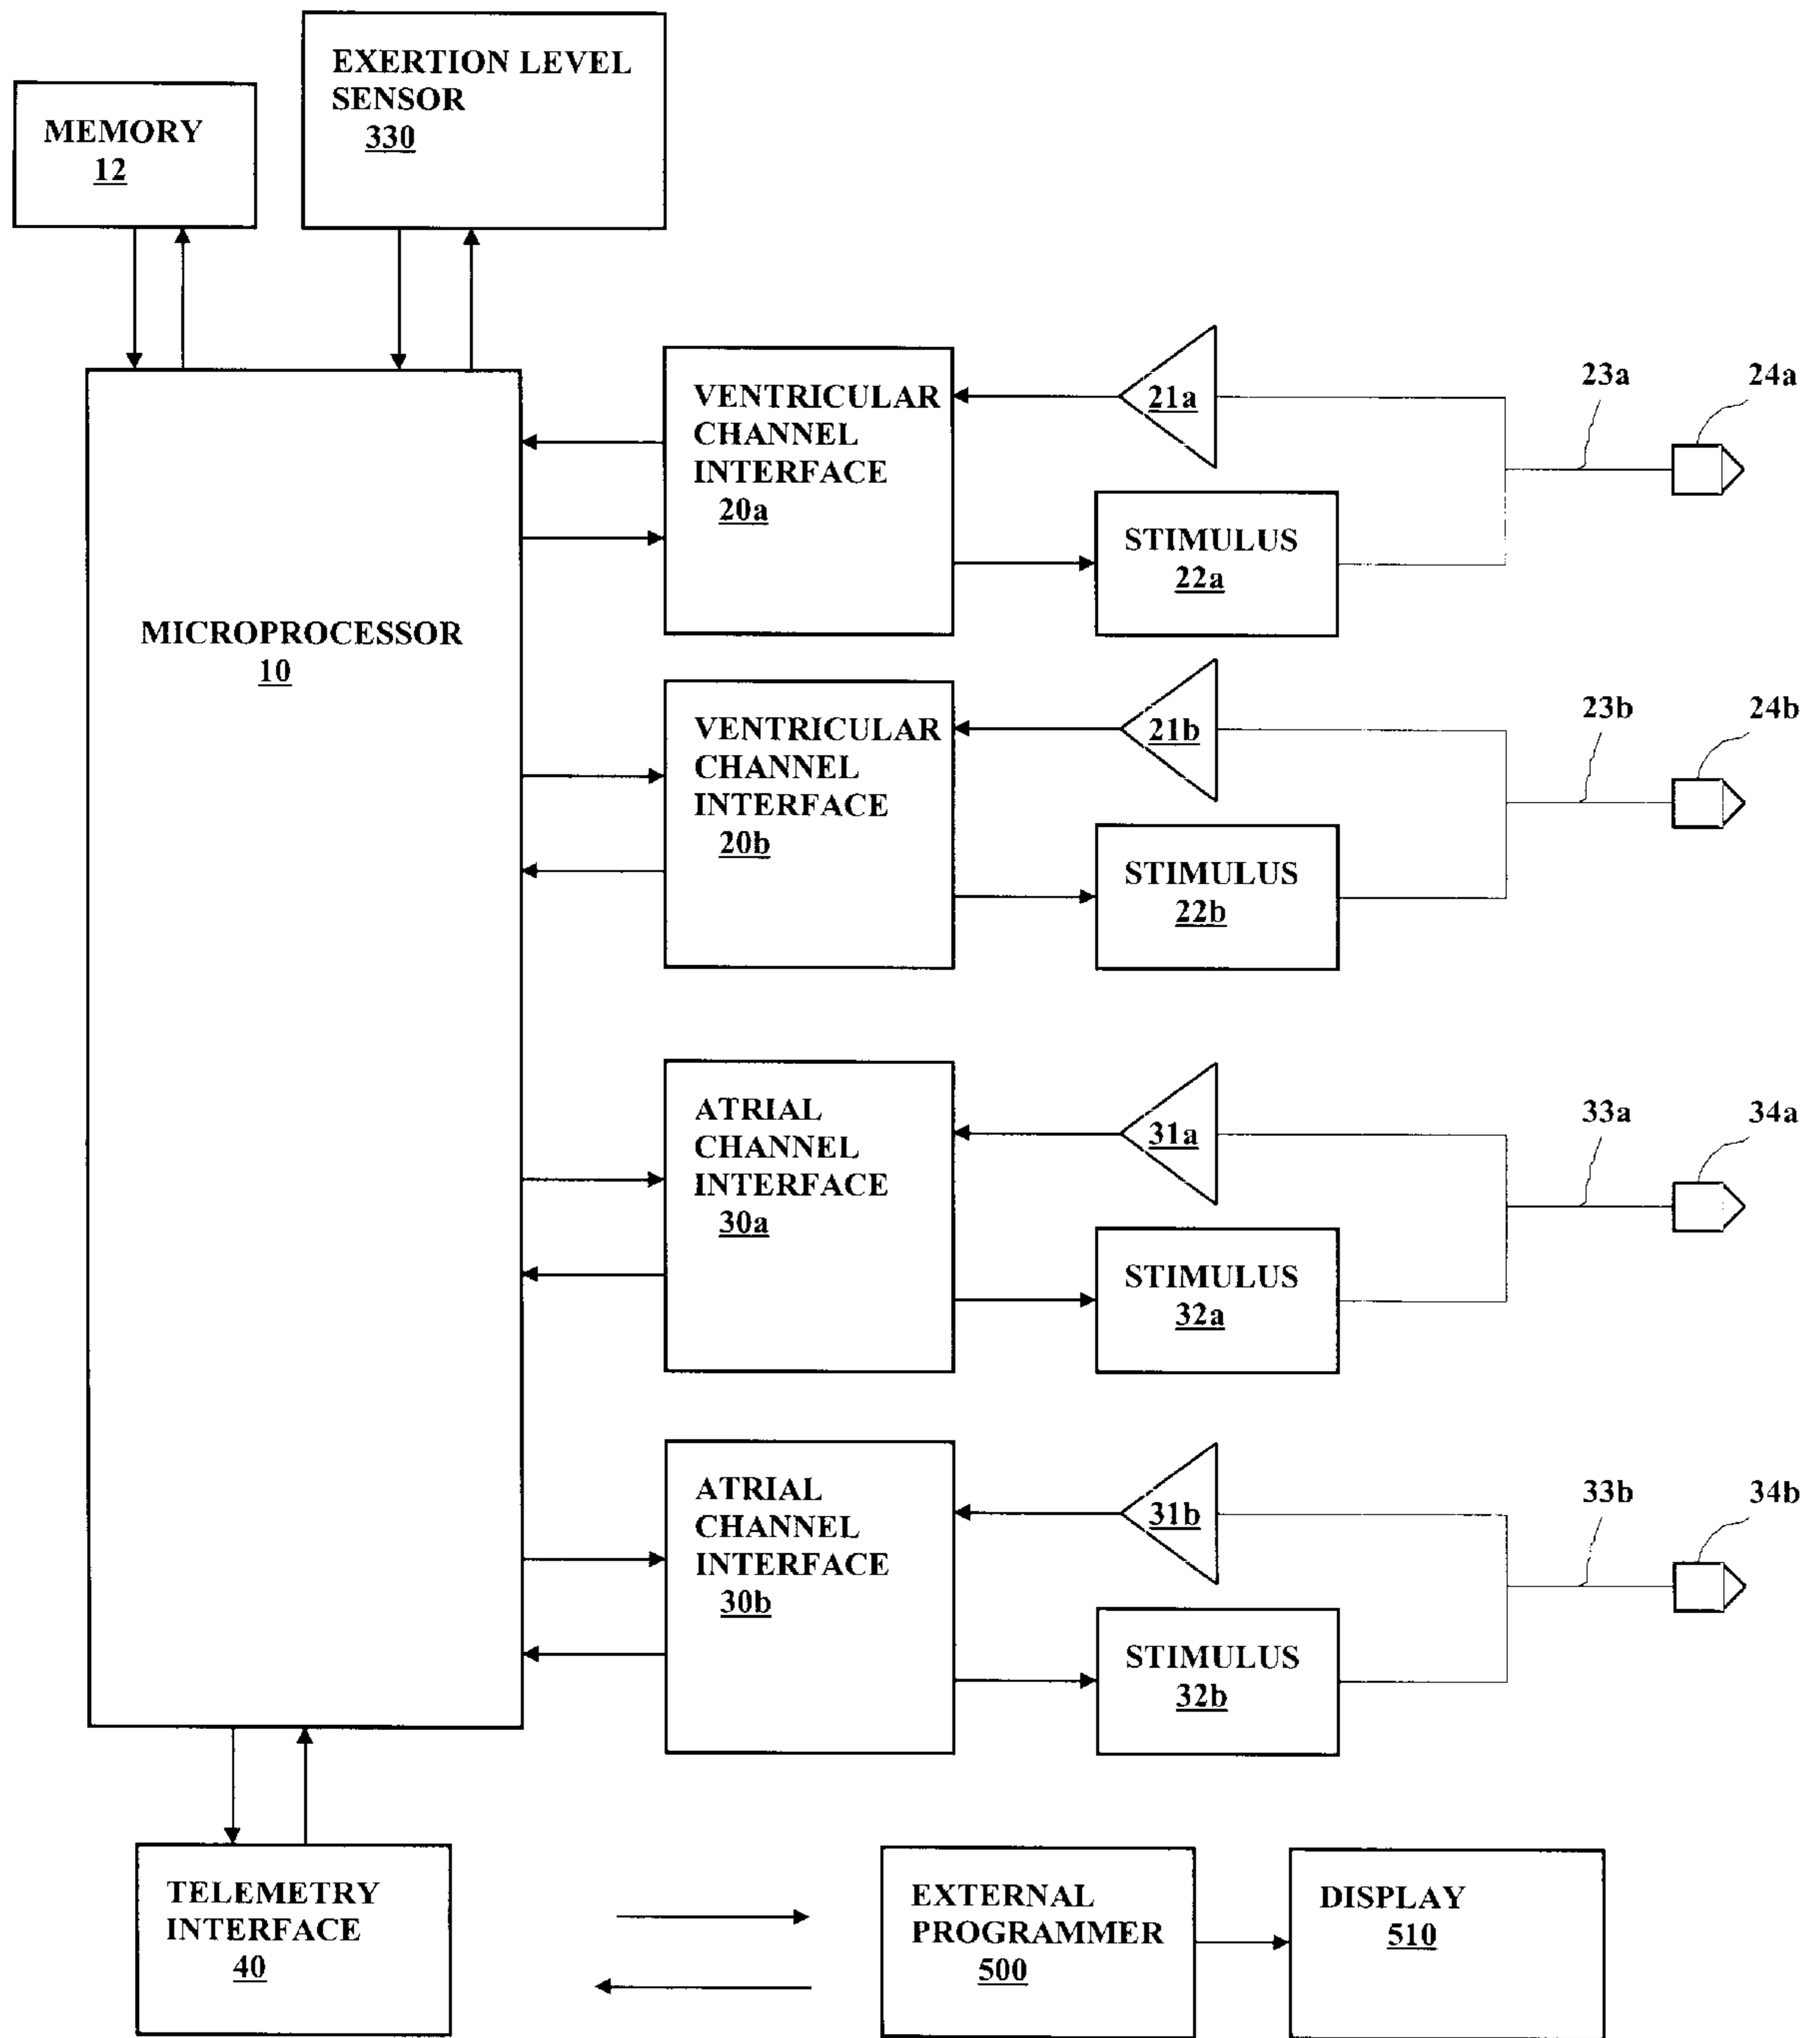 EXERTION LEVEL
SENSOR
330
MEMORY
12
MICROPROCESSOR
10
VENTRICULAR
CHANNEL
INTERFACE
20a
21a
STIMULUS
22a
23a
24a
VENTRICULAR
CHANNEL
INTERFACE
20b
21b
STIMULUS
22b
23b
24b
ATRIAL
CHANNEL
INTERFACE
30a
31a
STIMULUS
32a
33a
34a
ATRIAL
CHANNEL
INTERFACE
30b
31b
STIMULUS
32b
33b
34b
TELEMETRY
INTERFACE
40
EXTERNAL
PROGRAMMER
500
DISPLAY
510